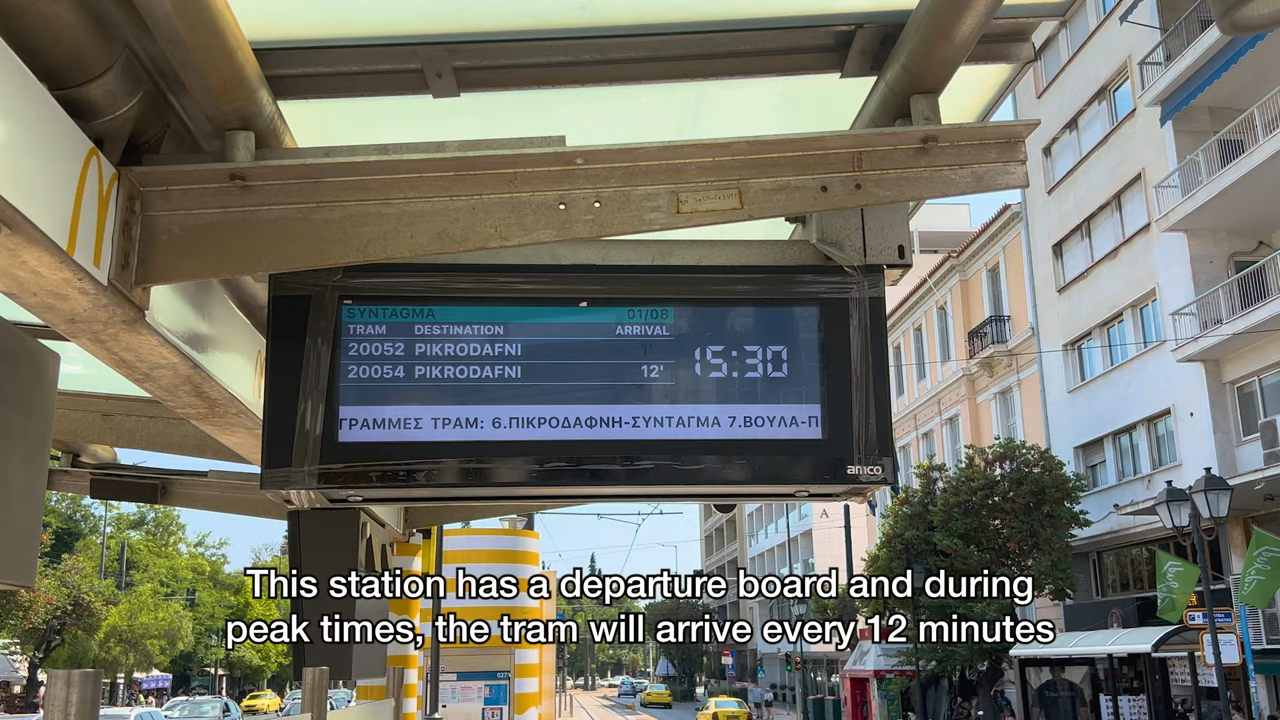 SYNTAGMA 01/08
TRAM DESTINATION ARRIVAL
20052 PIKRODAFNI 1'
20054 PIKRODAFNI 12'
15:30
ΓΡΑΜΜΕΣ ΤΡΑΜ: 6.ΠΙΚΡΟΔΑΦΝΗ-ΣΥΝΤΑΓΜΑ 7.ΒΟΥΛΑ-Π
amco
A
This station has a departure board and during
peak times, the tram will arrive every 12 minutes